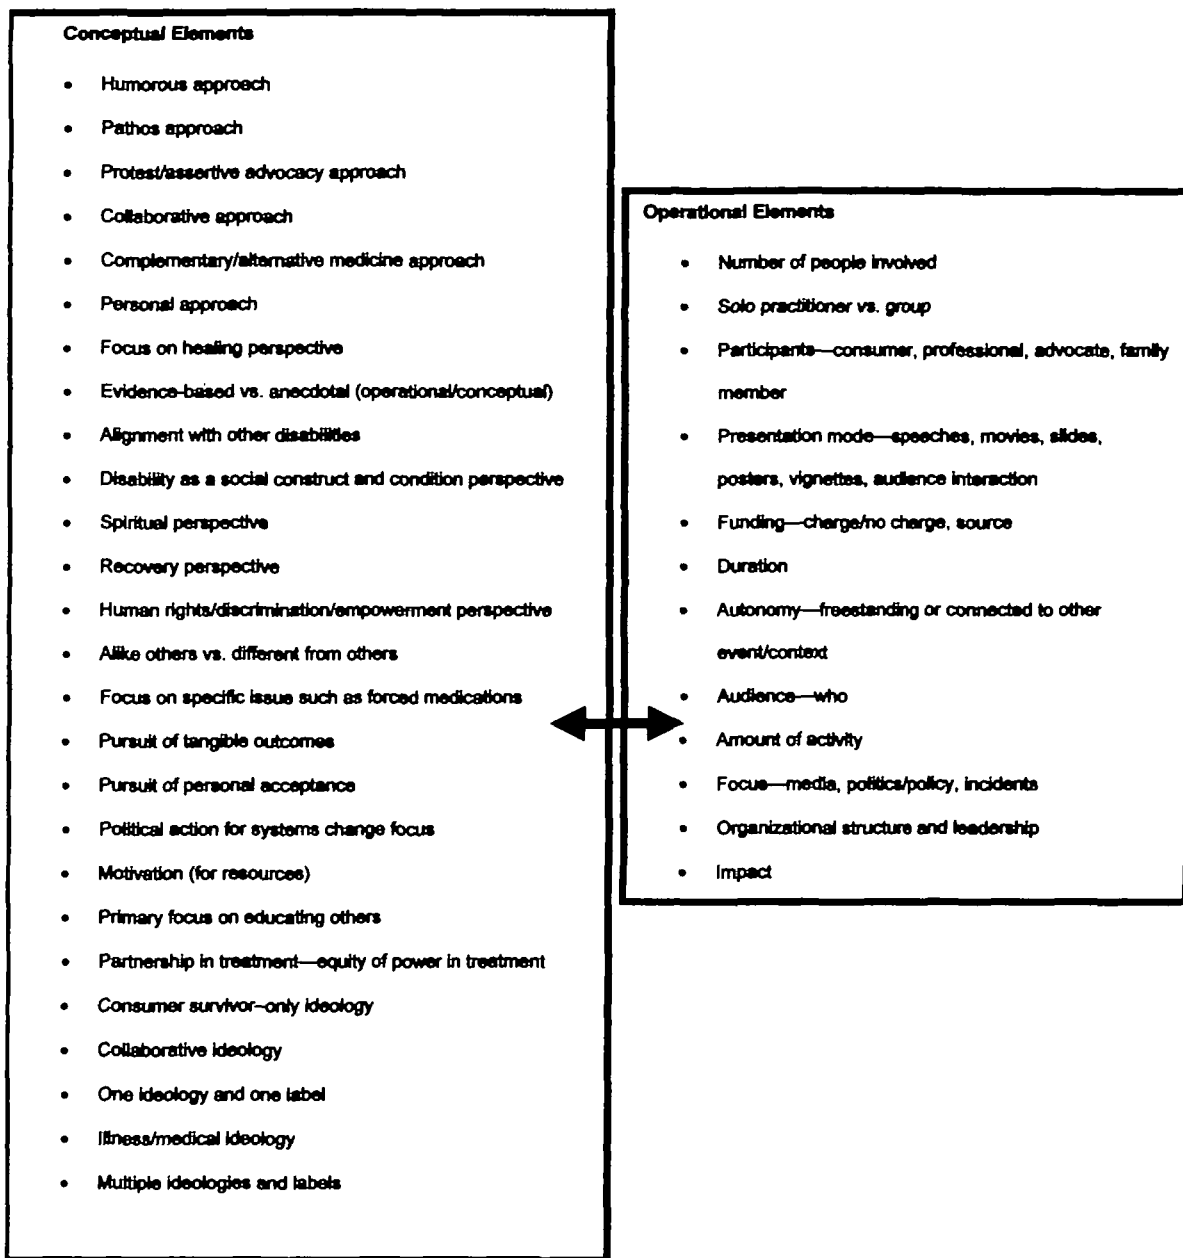 Conceptual Elements
• Humorous approach
• Pathos approach
• Protest/assertive advocacy approach
• Collaborative approach
• Complementary/alternative medicine approach
• Personal approach
• Focus on healing perspective
• Evidence-based vs. anecdotal (operational/conceptual)
• Alignment with other disabilities
• Disability as a social construct and condition perspective
• Spiritual perspective
• Recovery perspective
• Human rights/discrimination/empowerment perspective
• Alike others vs. different from others
• Focus on specific issue such as forced medications
• Pursuit of tangible outcomes
• Pursuit of personal acceptance
• Political action for systems change focus
• Motivation (for resources)
• Primary focus on educating others
• Partnership in treatment—equity of power in treatment
• Consumer survivor–only ideology
• Collaborative ideology
• One ideology and one label
• Illness/medical ideology
• Multiple ideologies and labels
Operational Elements
• Number of people involved
• Solo practitioner vs. group
• Participants—consumer, professional, advocate, family
member
• Presentation mode—speeches, movies, slides,
posters, vignettes, audience interaction
• Funding—charge/no charge, source
• Duration
• Autonomy—freestanding or connected to other
event/context
• Audience—who
• Amount of activity
• Focus—media, politics/policy, incidents
• Organizational structure and leadership
• Impact